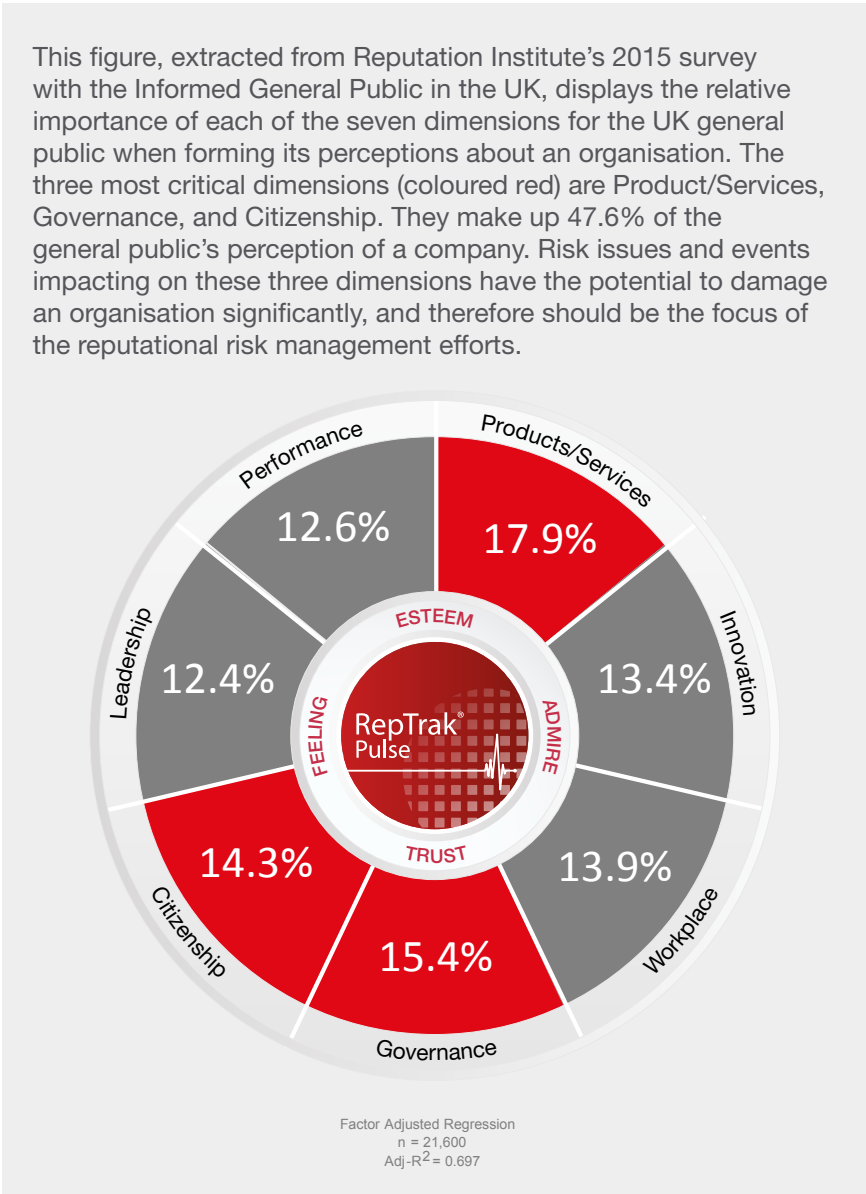 This figure, extracted from Reputation Institute's 2015 survey
with the Informed General Public in the UK, displays the relative
importance of each of the seven dimensions for the UK general
public when forming its perceptions about an organisation. The
three most critical dimensions (coloured red) are Product/Services,
Governance, and Citizenship. They make up 47.6% of the
general public's perception of a company. Risk issues and events
impacting on these three dimensions have the potential to damage
an organisation significantly, and therefore should be the focus of
the reputational risk management efforts.
Performance
Products/Services
12.6%
17.9%
Leadership
Innovation
12.4%
13.4%
ESTEEM
FEELING
ADMIRE
RepTrak®
Pulse
TRUST
14.3%
13.9%
Citizenship
Workplace
15.4%
Governance
Factor Adjusted Regression
n = 21,600
Adj-R² = 0.697